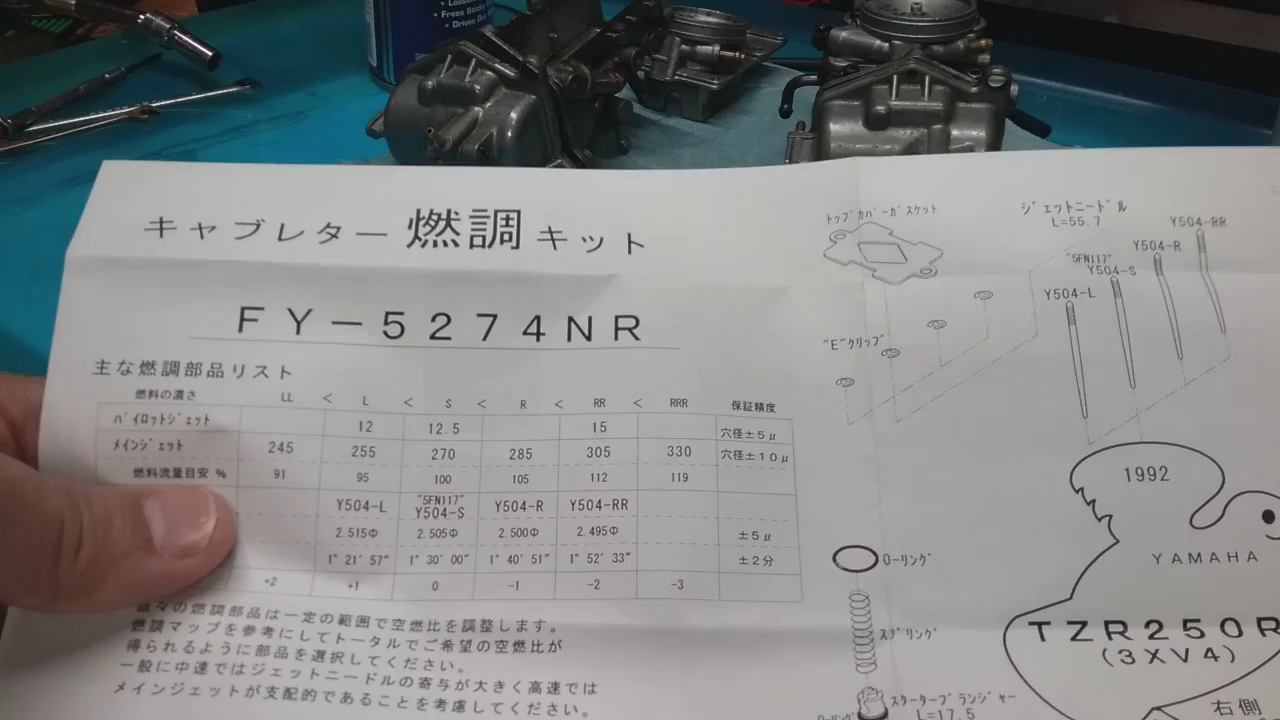 Frees Sticky
キャブレター燃調キット
FY－5274NR
主な燃調部品リスト
燃料の濃さ LL < L < S < R < RR < RRR 保証精度
パイロットジェット 12 12.5 15 穴径±5μ
メインジェット 245 255 270 285 305 330 穴径±10μ
燃料流量目安 % 91 95 100 105 112 119
Y504-L "5FN117" Y504-S Y504-R Y504-RR
2.515Φ 2.505Φ 2.500Φ 2.495Φ ±5μ
1° 21′ 57″ 1° 30′ 00″ 1° 40′ 51″ 1° 52′ 33″ ±2分
+2 +1 0 -1 -2 -3
の燃調部品は一定の範囲で空燃比を調整します。
燃調マップを参考にしてトータルでご希望の空燃比が
得られるように部品を選択してください。
一般に中速ではジェットニードルの寄与が大きく高速では
メインジェットが支配的であることを考慮してください。
トップカバーガスケット
ジェットニードル
L=55.7
Y504-RR
Y504-R
"5FN117"
Y504-S
Y504-L
"E"クリップ
1992
YAMAHA
TZR250R
(3XV4)
右側
O-リング
スプリング
スタータープランジャー
L=17.5